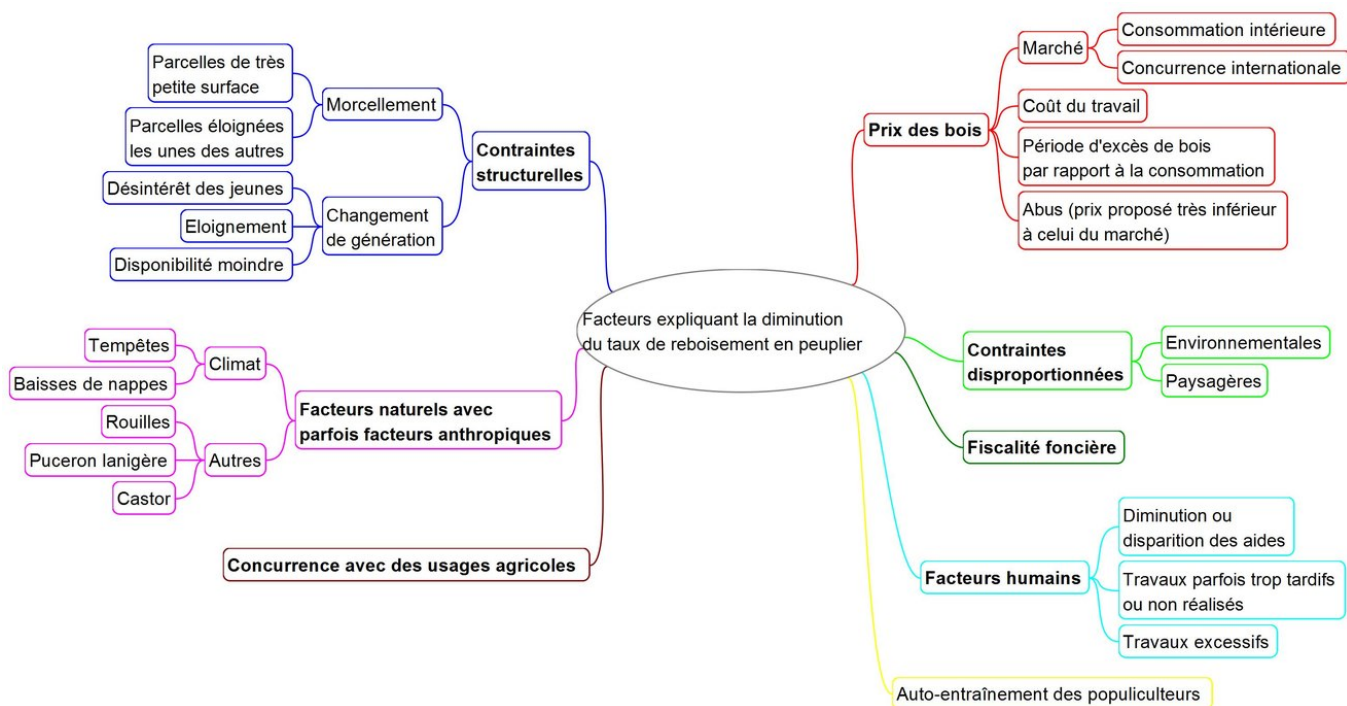 Facteurs expliquant la diminution
du taux de reboisement en peuplier
Contraintes
structurelles
Morcellement
Parcelles de très
petite surface
Parcelles éloignées
les unes des autres
Changement
de génération
Désintérêt des jeunes
Eloignement
Disponibilité moindre
Facteurs naturels avec
parfois facteurs anthropiques
Climat
Tempêtes
Baisses de nappes
Autres
Rouilles
Puceron lanigère
Castor
Concurrence avec des usages agricoles
Prix des bois
Marché
Consommation intérieure
Concurrence internationale
Coût du travail
Période d'excès de bois
par rapport à la consommation
Abus (prix proposé très inférieur
à celui du marché)
Contraintes
disproportionnées
Environnementales
Paysagères
Fiscalité foncière
Facteurs humains
Diminution ou
disparition des aides
Travaux parfois trop tardifs
ou non réalisés
Travaux excessifs
Auto-entraînement des populiculteurs